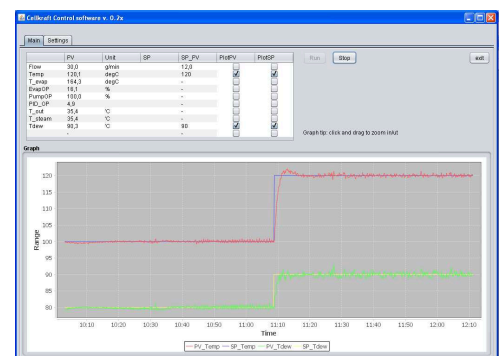 Cellkraft Control software v. 0.2x
Main Settings
PV Unit SP SP_PV PlotPV PlotSP
Flow 30,0 g/min 12,0
Temp 120,1 degC 120
T_evap 164,3 degC -
EvapOP 18,1 % -
PumpOP 100,0 % -
PID_OP 4,9 -
T_out 35,4 °C -
T_steam 35,4 °C -
Tdew 90,3 °C 90
- -
Run Stop exit
Graph tip: click and drag to zoom in/ut
Graph
Range
120
115
110
105
100
95
90
85
80
10:10 10:20 10:30 10:40 10:50 11:00 11:10 11:20 11:30 11:40 11:50 12:00 12:10
Time
PV_Temp SP_Temp PV_Tdew SP_Tdew